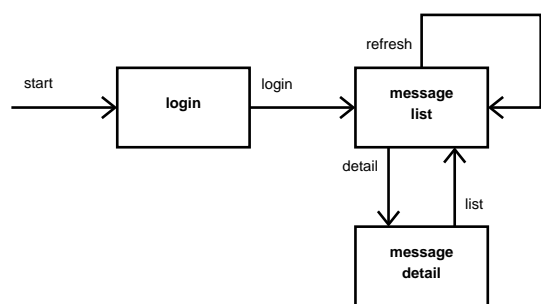 refresh
start
login
login
message
list
detail
list
message
detail